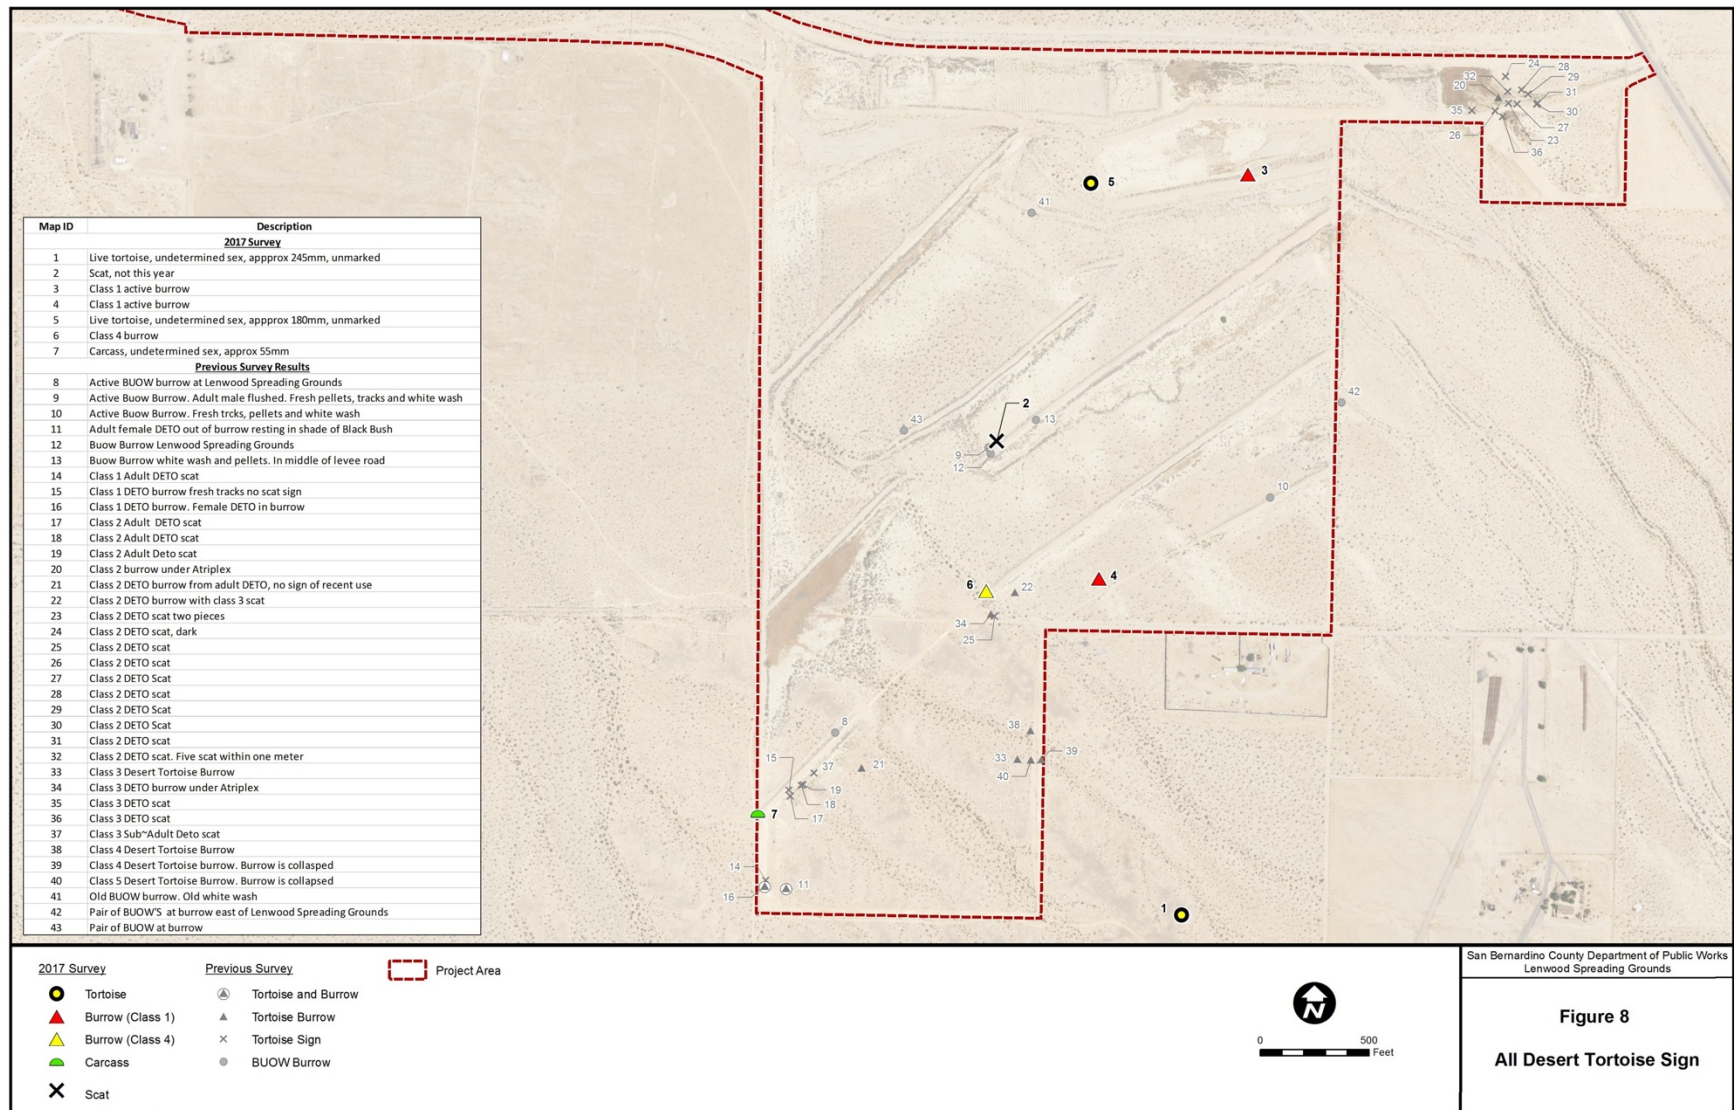 24
32
28
20
29
31
35
30
27
26
23
36
3
5
41
Map ID Description
2017 Survey
1 Live tortoise, undetermined sex, appprox 245mm, unmarked
2 Scat, not this year
3 Class 1 active burrow
4 Class 1 active burrow
5 Live tortoise, undetermined sex, appprox 180mm, unmarked
6 Class 4 burrow
7 Carcass, undetermined sex, approx 55mm
Previous Survey Results
8 Active BUOW burrow at Lenwood Spreading Grounds
9 Active Buow Burrow. Adult male flushed. Fresh pellets, tracks and white wash
10 Active Buow Burrow. Fresh trcks, pellets and white wash
11 Adult female DETO out of burrow resting in shade of Black Bush
12 Buow Burrow Lenwood Spreading Grounds
13 Buow Burrow white wash and pellets. In middle of levee road
14 Class 1 Adult DETO scat
15 Class 1 DETO burrow fresh tracks no scat sign
16 Class 1 DETO burrow. Female DETO in burrow
17 Class 2 Adult  DETO scat
18 Class 2 Adult DETO scat
19 Class 2 Adult Deto scat
20 Class 2 burrow under Atriplex
21 Class 2 DETO burrow from adult DETO, no sign of recent use
22 Class 2 DETO burrow with class 3 scat
23 Class 2 DETO scat two pieces
24 Class 2 DETO scat, dark
25 Class 2 DETO scat
26 Class 2 DETO scat
27 Class 2 DETO Scat
28 Class 2 DETO scat
29 Class 2 DETO Scat
30 Class 2 DETO Scat
31 Class 2 DETO scat
32 Class 2 DETO scat. Five scat within one meter
33 Class 3 Desert Tortoise Burrow
34 Class 3 DETO burrow under Atriplex
35 Class 3 DETO scat
36 Class 3 DETO scat
37 Class 3 Sub~Adult Deto scat
38 Class 4 Desert Tortoise Burrow
39 Class 4 Desert Tortoise burrow. Burrow is collasped
40 Class 5 Desert Tortoise Burrow. Burrow is collapsed
41 Old BUOW burrow. Old white wash
42 Pair of BUOW'S  at burrow east of Lenwood Spreading Grounds
43 Pair of BUOW at burrow
42
2
43
13
9
12
10
4
6
22
34
25
8
38
15
37
21
33
39
40
19
18
17
7
14
11
16
1
2017 Survey
Tortoise
Burrow (Class 1)
Burrow (Class 4)
Carcass
Scat
Previous Survey
Tortoise and Burrow
Tortoise Burrow
Tortoise Sign
BUOW Burrow
Project Area
N
0 500
Feet
San Bernardino County Department of Public Works
Lenwood Spreading Grounds
Figure 8
All Desert Tortoise Sign